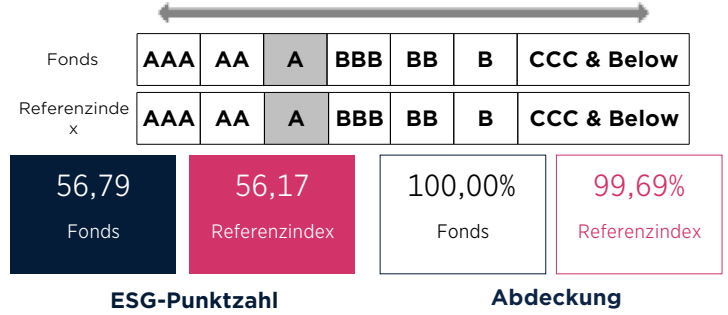 Fonds AAA AA A BBB BB B CCC & Below
Referenzinde
x AAA AA A BBB BB B CCC & Below
56,79 56,17 100,00% 99,69%
Fonds Referenzindex Fonds Referenzindex
ESG-Punktzahl Abdeckung